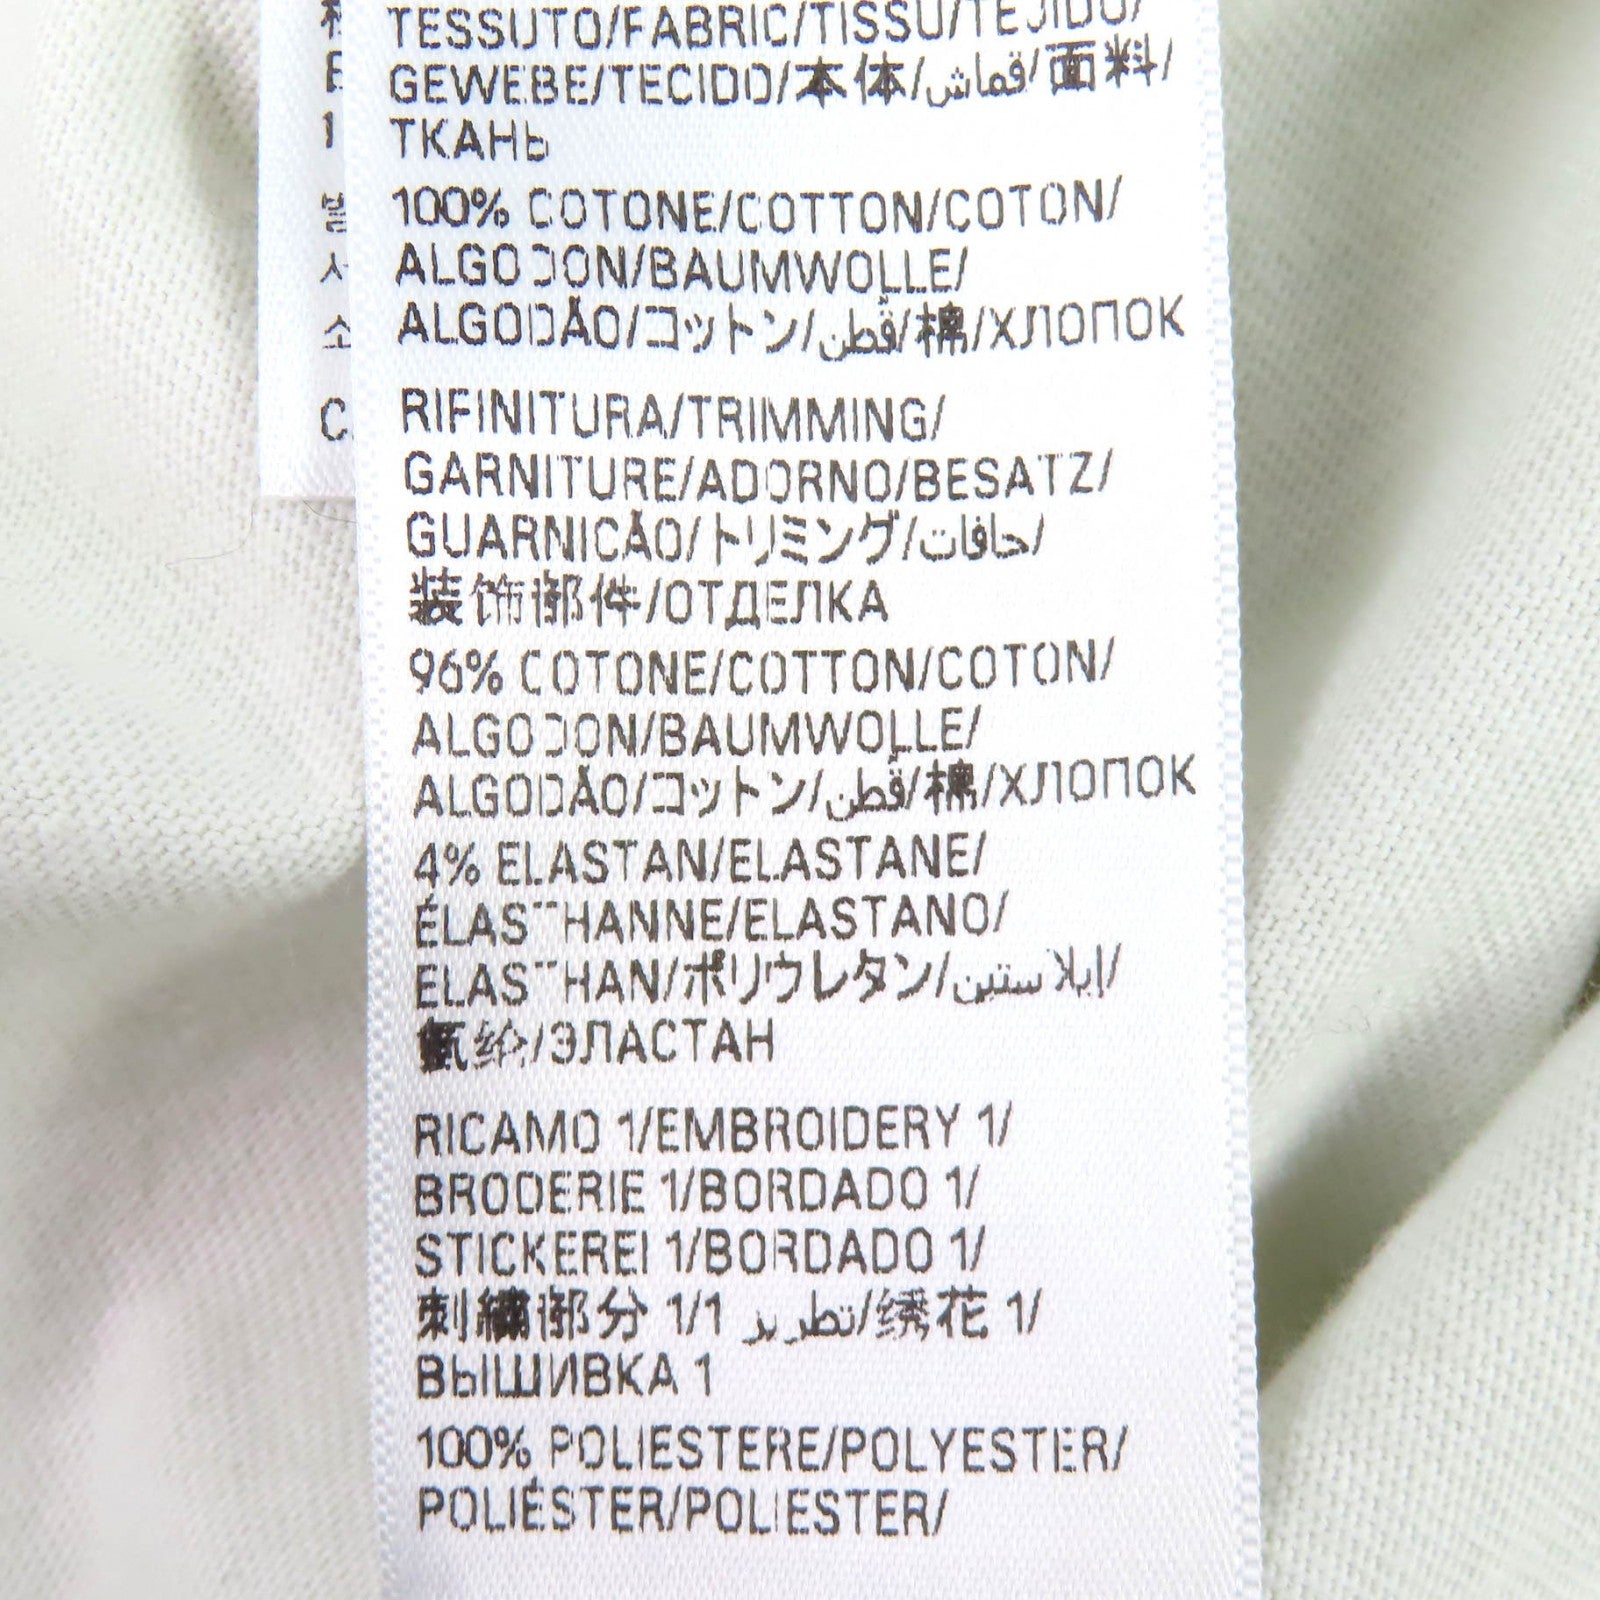 TESSUTO/FABRIC/TISSU/TEJIDO/
GEWEBE/TECIDO/本体/قماش/面料/
ТКАНЬ
100% COTONE/COTTON/COTON/
ALGODON/BAUMWOLLE/
ALGODÃO/コットン/قطن/棉/ХЛОПОК
RIFINITURA/TRIMMING/
GARNITURE/ADORNO/BESATZ/
GUARNICÃO/トリミング/حافات/
装饰部件/ОТДЕЛКА
96% COTONE/COTTON/COTON/
ALGODON/BAUMWOLLE/
ALGODÃO/コットン/قطن/棉/ХЛОПОК
4% ELASTAN/ELASTANE/
ÉLASTHANNE/ELASTANO/
ELASTHAN/ポリウレタン/إيلاستين/
氨纶/ЭЛАСТАН
RICAMO 1/EMBROIDERY 1/
BRODERIE 1/BORDADO 1/
STICKEREI 1/BORDADO 1/
刺繍部分 1/1 تطريز/绣花 1/
ВЫШИВКА 1
100% POLIESTERE/POLYESTER/
POLIÉSTER/POLIESTER/